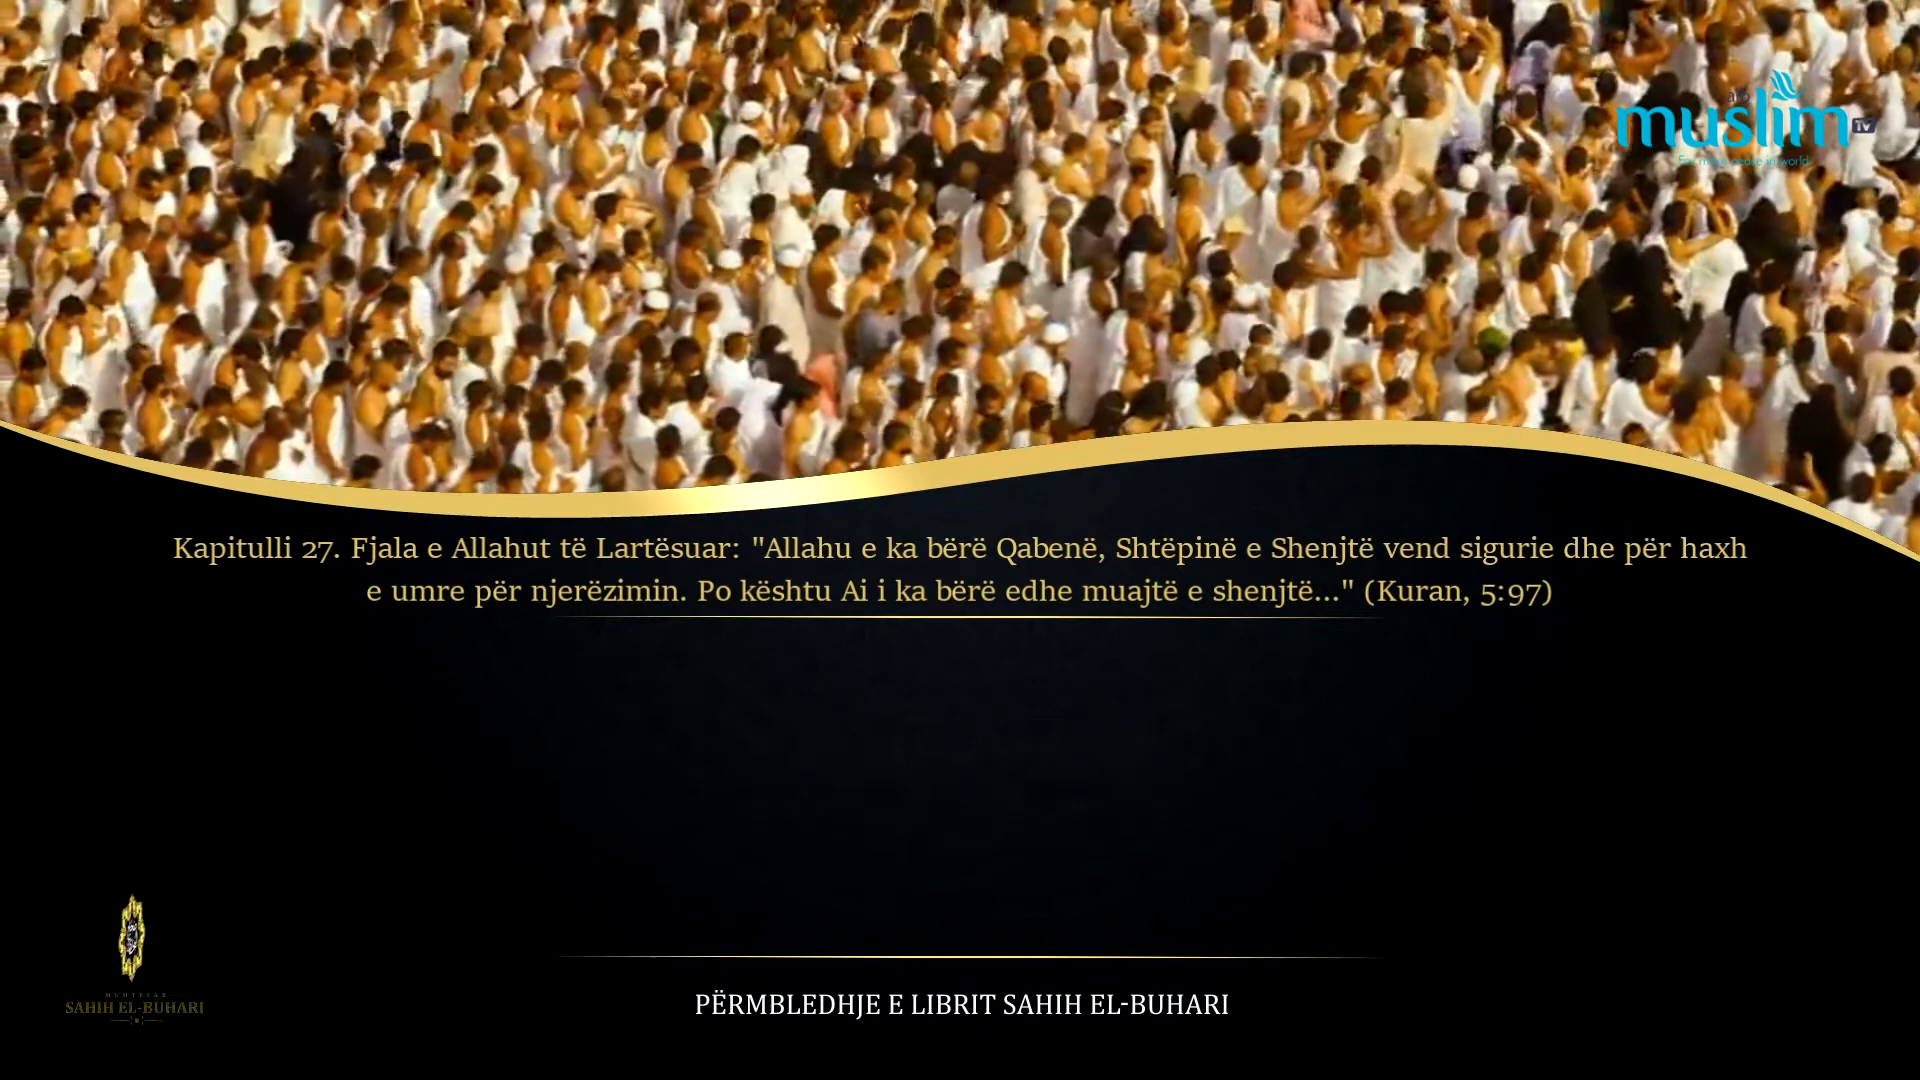 muslim TV
Kapitulli 27. Fjala e Allahut të Lartësuar: "Allahu e ka bërë Qabenë, Shtëpinë e Shenjtë vend sigurie dhe për haxh
e umre për njerëzimin. Po kështu Ai i ka bërë edhe muajtë e shenjtë..." (Kuran, 5:97)
MUHTESAR
SAHIH EL-BUHARI
PËRMBLEDHJE E LIBRIT SAHIH EL-BUHARI